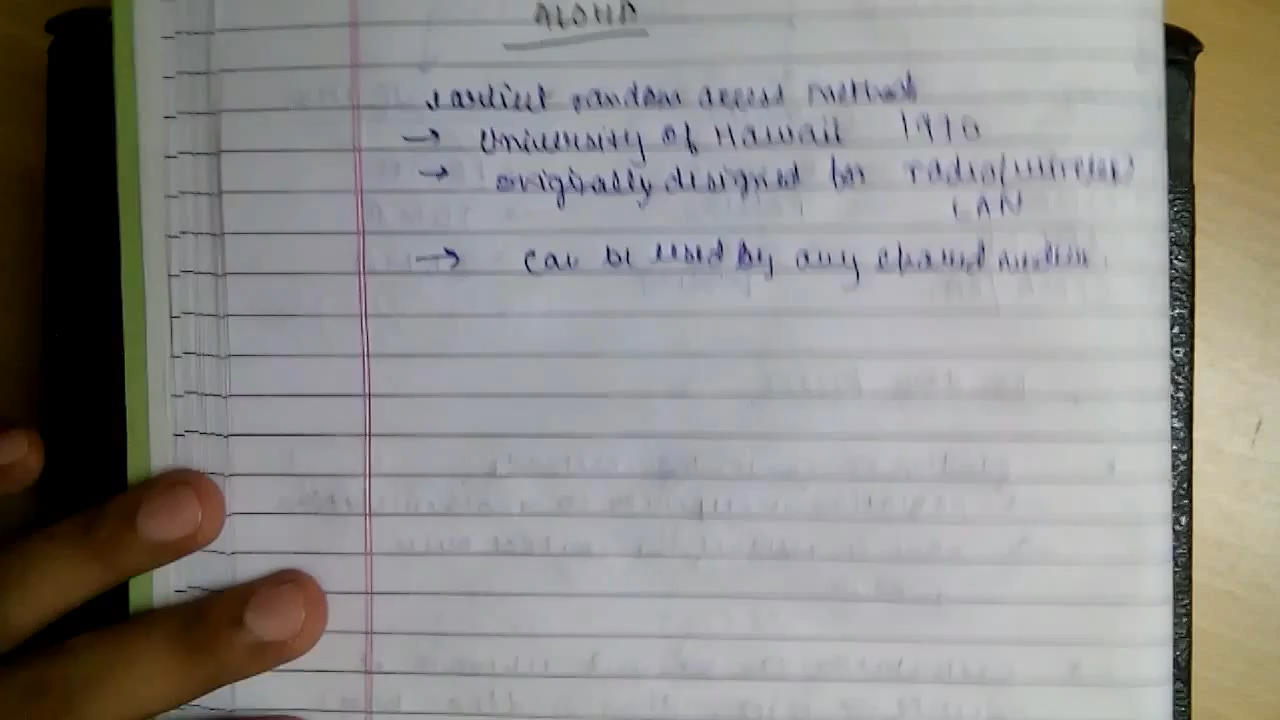 ALOHA
earliest random access method
→ University of Hawaii 1970
→ originally designed for radio/wireless
LAN
→ can be used by any shared medium